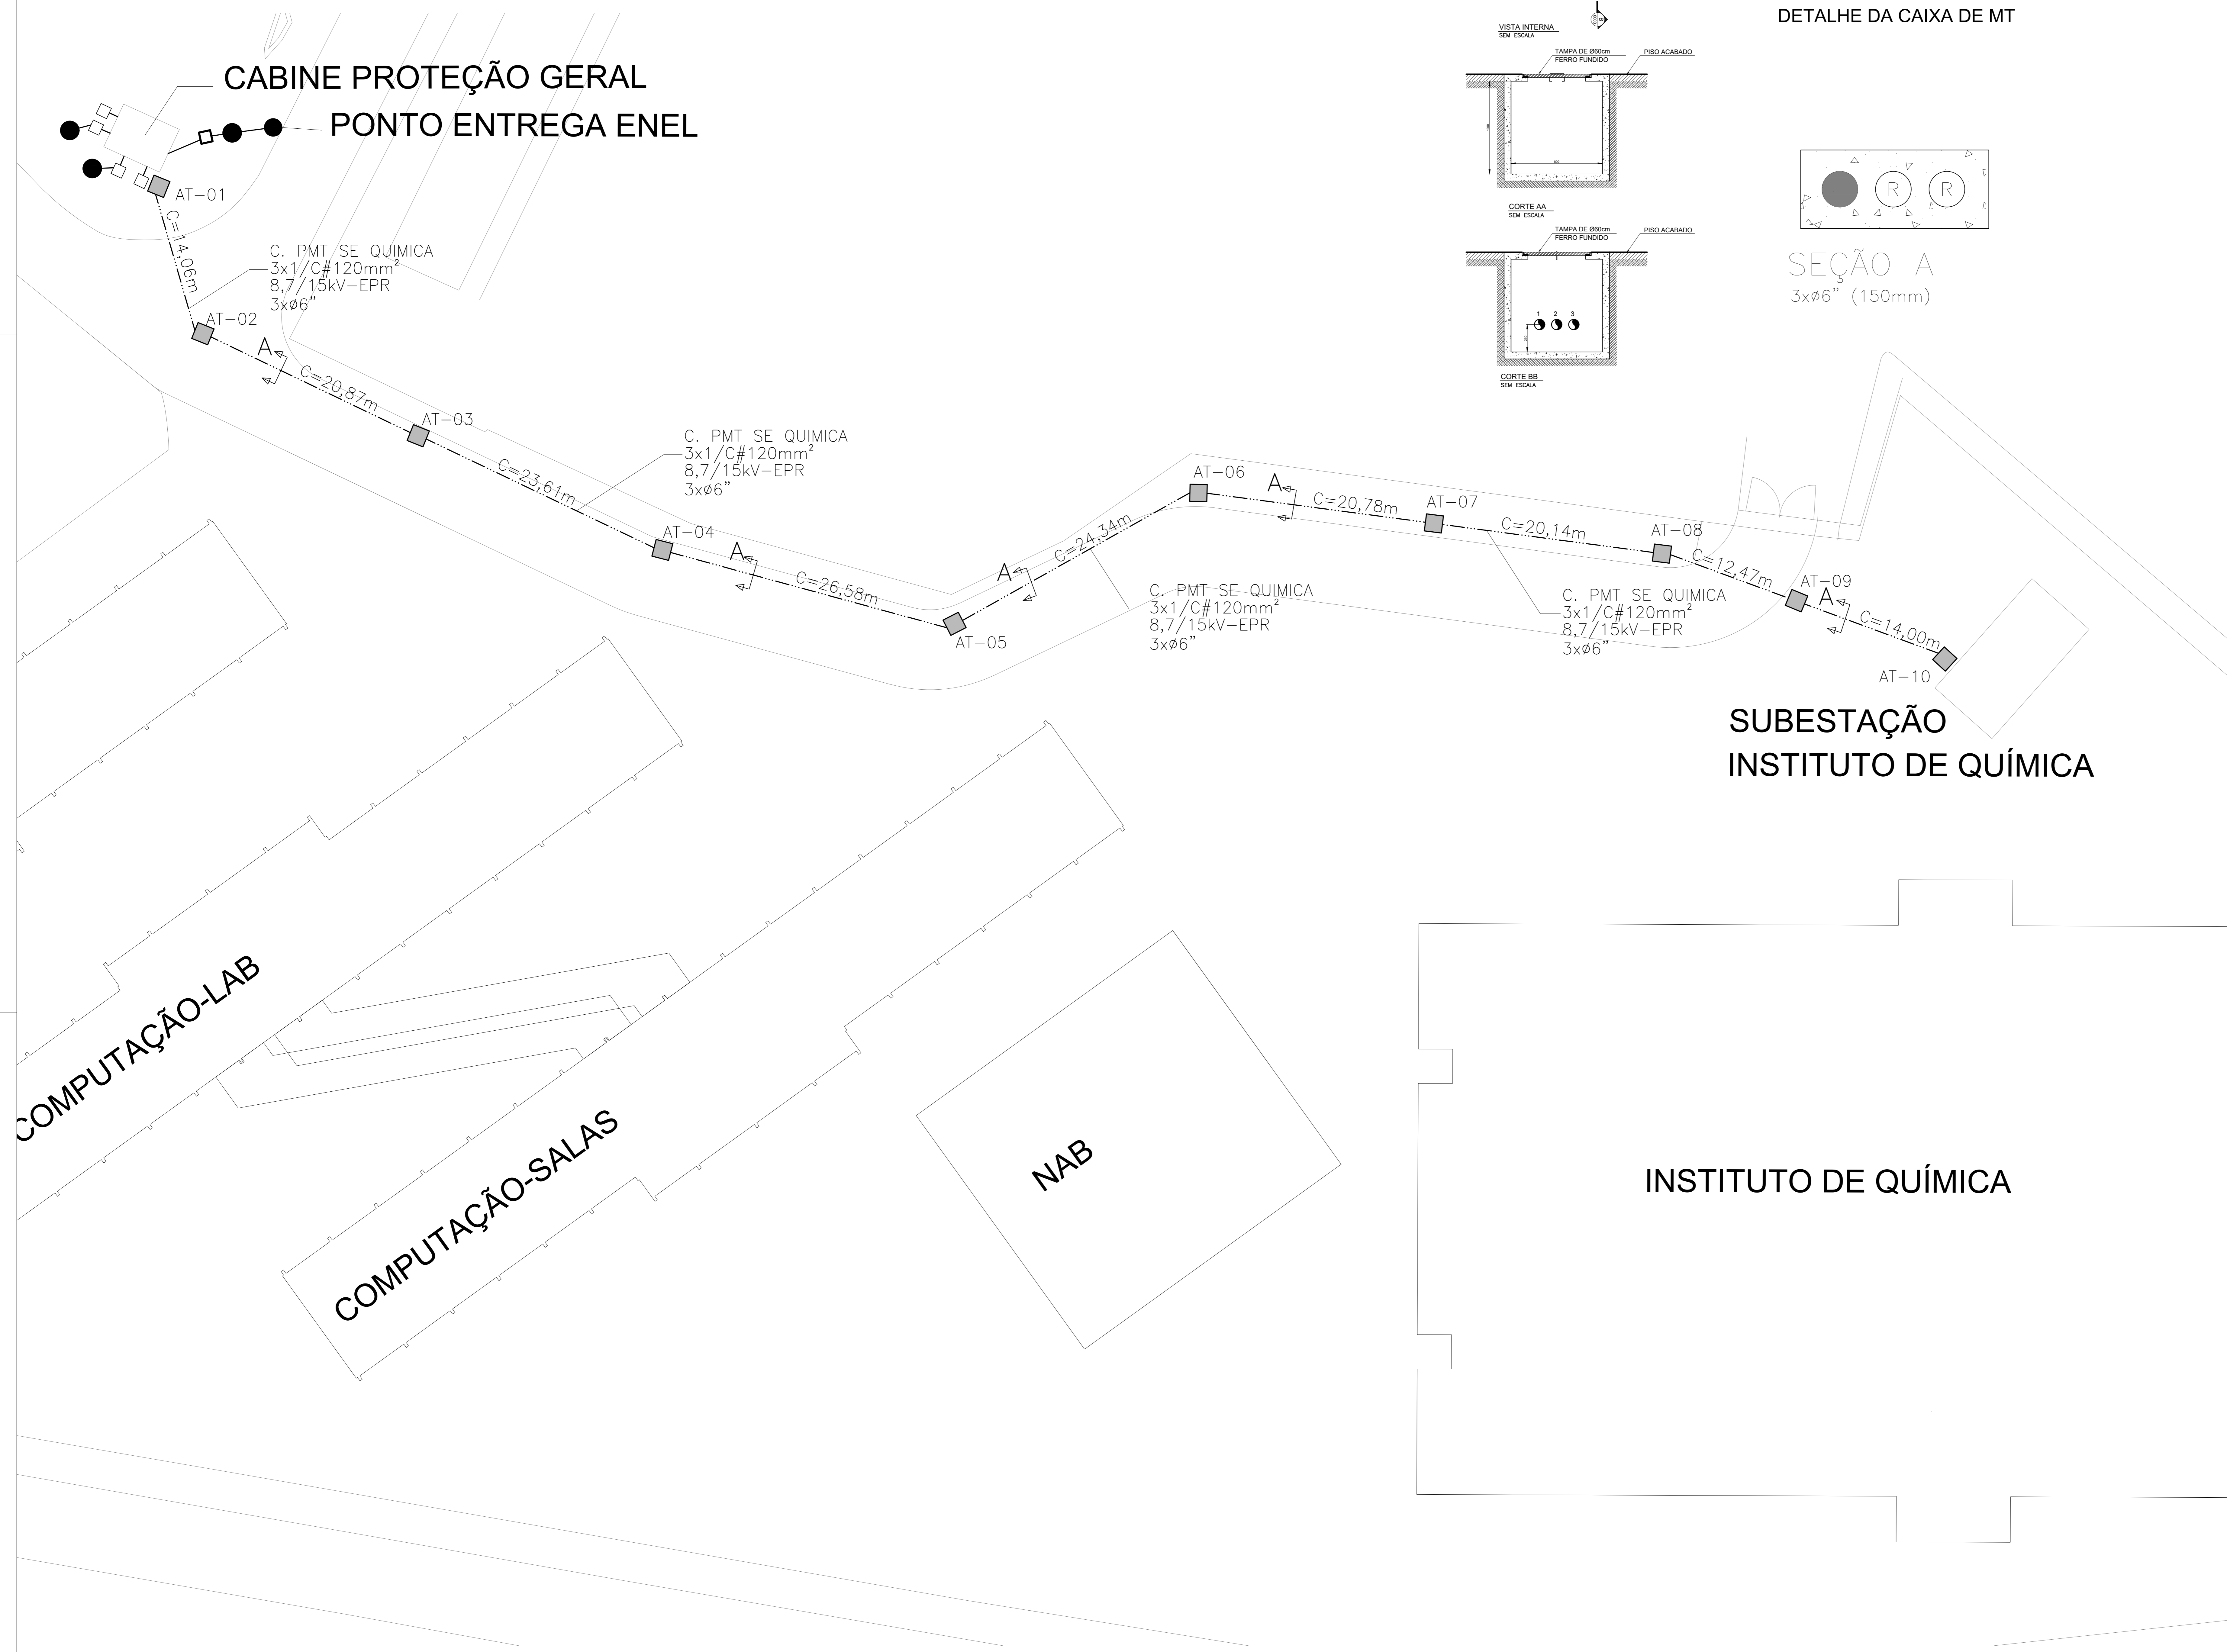 DETALHE DA CAIXA DE MT
VISTA INTERNA
SEM ESCALA
TAMPA DE Ø60cm
FERRO FUNDIDO
PISO ACABADO
CORTE AA
SEM ESCALA
TAMPA DE Ø60cm
FERRO FUNDIDO
PISO ACABADO
1 2 3
CORTE BB
SEM ESCALA
R R
SEÇÃO A
3xø6" (150mm)
CABINE PROTEÇÃO GERAL
PONTO ENTREGA ENEL
AT-01
C=14,06m
C. PMT SE QUIMICA
3x1/C#120mm²
8,7/15kV-EPR
3xø6"
AT-02
A
C=20,87m
AT-03
C=23,61m
C. PMT SE QUIMICA
3x1/C#120mm²
8,7/15kV-EPR
3xø6"
AT-04
A
C=26,58m
AT-05
A
C=24,34m
C. PMT SE QUIMICA
3x1/C#120mm²
8,7/15kV-EPR
3xø6"
AT-06
A
C=20,78m
AT-07
C=20,14m
C. PMT SE QUIMICA
3x1/C#120mm²
8,7/15kV-EPR
3xø6"
AT-08
C=12,47m
AT-09
A
C=14,00m
AT-10
SUBESTAÇÃO
INSTITUTO DE QUÍMICA
COMPUTAÇÃO-LAB
COMPUTAÇÃO-SALAS
NAB
INSTITUTO DE QUÍMICA